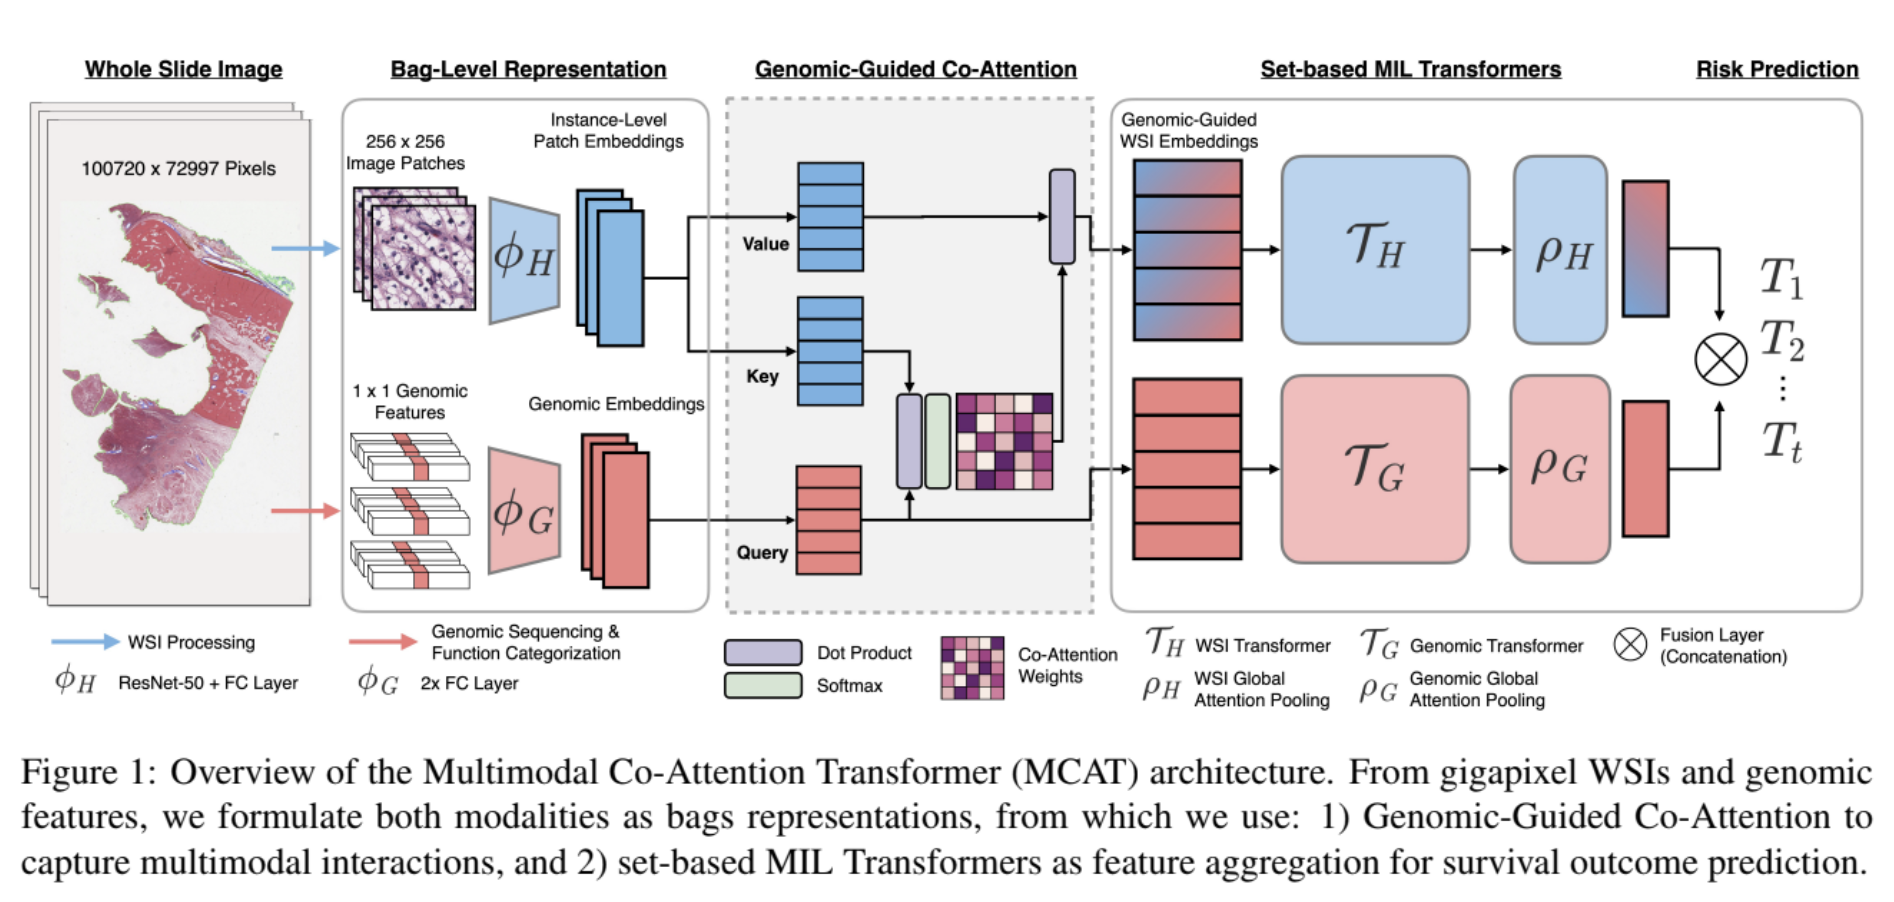 Whole Slide Image
Bag-Level Representation
Genomic-Guided Co-Attention
Set-based MIL Transformers
Risk Prediction
100720 x 72997 Pixels
256 x 256
Image Patches
Instance-Level
Patch Embeddings
ϕH
1 x 1 Genomic
Features
Genomic Embeddings
ϕG
Value
Key
Query
Genomic-Guided
WSI Embeddings
𝒯H
ρH
𝒯G
ρG
T1
T2
⋮
Tt
WSI Processing
ϕH ResNet-50 + FC Layer
Genomic Sequencing &
Function Categorization
ϕG 2x FC Layer
Dot Product
Softmax
Co-Attention
Weights
𝒯H WSI Transformer
ρH WSI Global
Attention Pooling
𝒯G Genomic Transformer
ρG Genomic Global
Attention Pooling
Fusion Layer
(Concatenation)
Figure 1: Overview of the Multimodal Co-Attention Transformer (MCAT) architecture. From gigapixel WSIs and genomic
features, we formulate both modalities as bags representations, from which we use: 1) Genomic-Guided Co-Attention to
capture multimodal interactions, and 2) set-based MIL Transformers as feature aggregation for survival outcome prediction.